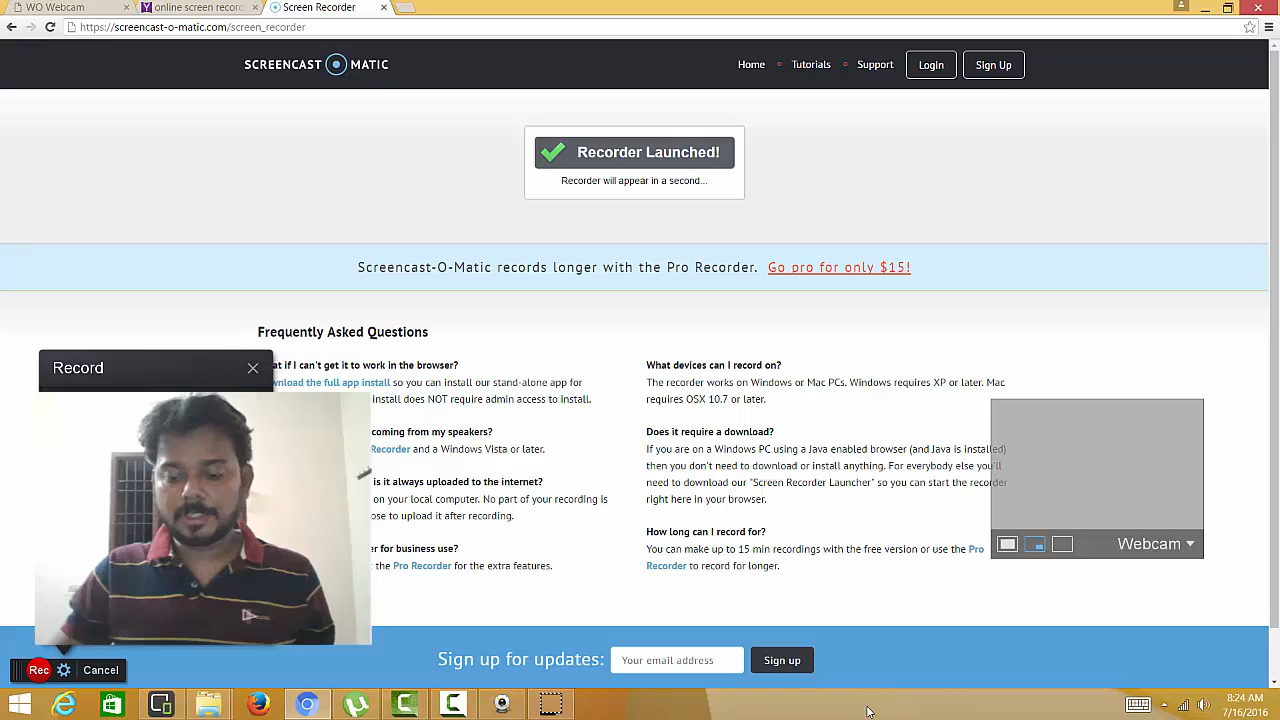 WO Webcam
online screen record
Screen Recorder
https://screencast-o-matic.com/screen_recorder
SCREENCAST MATIC
Home
Tutorials
Support
Login
Sign Up
Recorder Launched!
Recorder will appear in a second...
Screencast-O-Matic records longer with the Pro Recorder. Go pro for only $15!
Frequently Asked Questions
at if I can't get it to work in the browser?
wnload the full app install so you can install our stand-alone app for
install does NOT require admin access to install.
coming from my speakers?
Recorder and a Windows Vista or later.
is it always uploaded to the internet?
on your local computer. No part of your recording is
ose to upload it after recording.
er for business use?
the Pro Recorder for the extra features.
What devices can I record on?
The recorder works on Windows or Mac PCs. Windows requires XP or later. Mac
requires OSX 10.7 or later.
Does it require a download?
If you are on a Windows PC using a Java enabled browser (and Java is installed)
then you don't need to download or install anything. For everybody else you'll
need to download our "Screen Recorder Launcher" so you can start the recorder
right here in your browser.
How long can I record for?
You can make up to 15 min recordings with the free version or use the Pro
Recorder to record for longer.
Record
Webcam
Rec
Cancel
Sign up for updates:
Your email address
Sign up
8:24 AM
7/16/2016